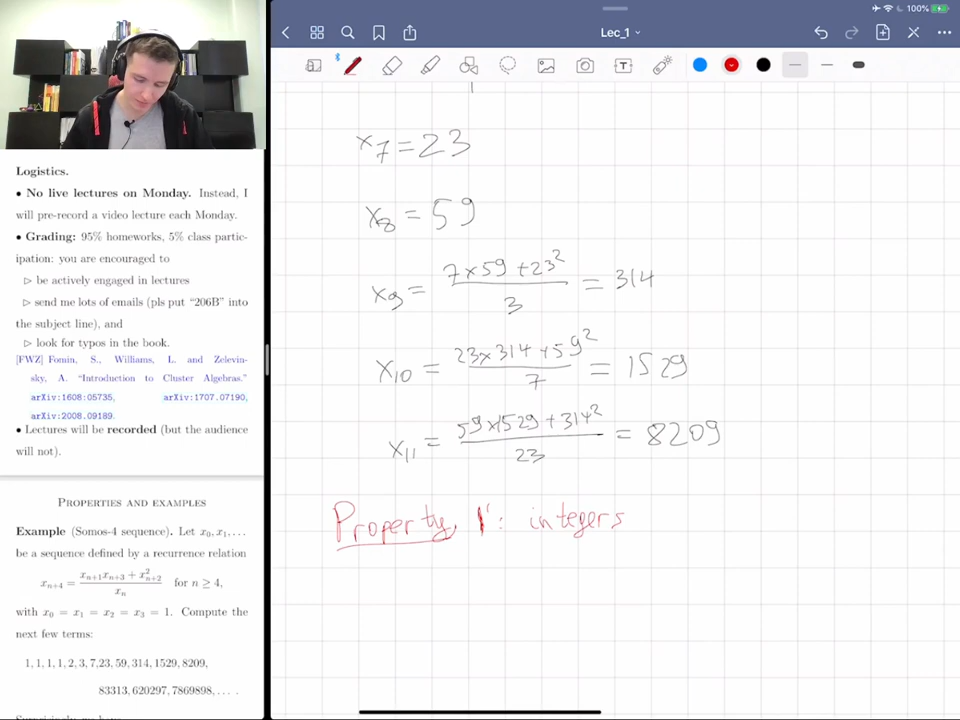 100%
Lec_1
T
Logistics.
• No live lectures on Monday. Instead, I
will pre-record a video lecture each Monday.
• Grading: 95% homeworks, 5% class partic-
ipation: you are encouraged to
▷ be actively engaged in lectures
▷ send me lots of emails (pls put “206B” into
the subject line), and
▷ look for typos in the book.
[FWZ] Fomin, S., Williams, L. and Zelevin-
sky, A. “Introduction to Cluster Algebras.”
arXiv:1608:05735, arXiv:1707.07190,
arXiv:2008.09189.
• Lectures will be recorded (but the audience
will not).
Properties and examples
Example (Somos-4 sequence). Let x₀, x₁, . . .
be a sequence defined by a recurrence relation
xₙ₊₄ = (xₙ₊₁xₙ₊₃ + x²ₙ₊₂)/xₙ for n ≥ 4,
with x₀ = x₁ = x₂ = x₃ = 1. Compute the
next few terms:
1, 1, 1, 1, 2, 3, 7, 23, 59, 314, 1529, 8209,
83313, 620297, 7869898, . . . .
x₇ = 23
x₈ = 59
x₉ = (7×59 + 23²)/3 = 314
x₁₀ = (23×314 + 59²)/7 = 1529
x₁₁ = (59×1529 + 314²)/23 = 8209
Property 1: integers